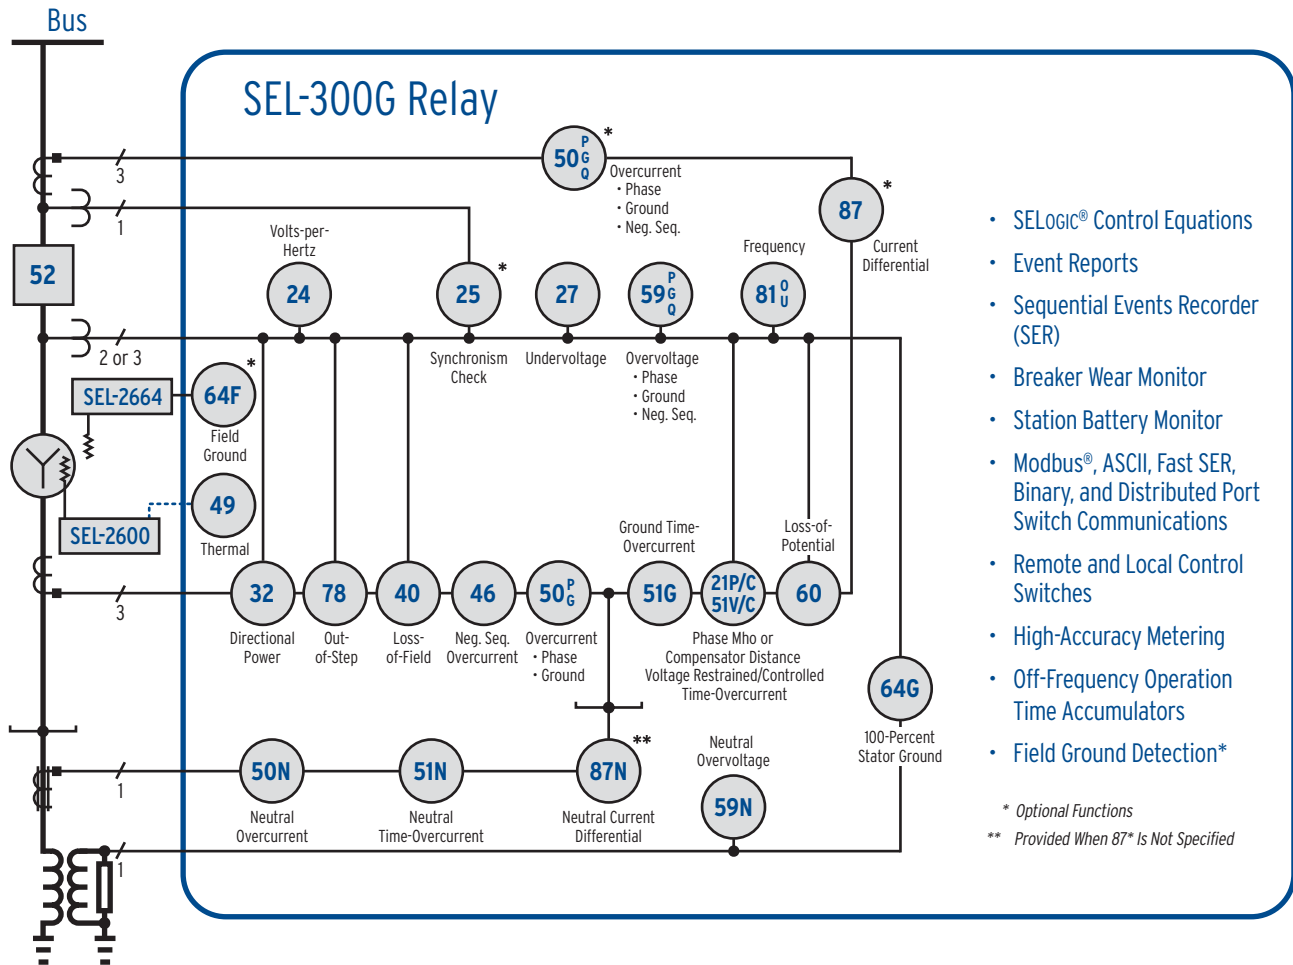 Bus
SEL-300G Relay
3
50 P G Q
*
Overcurrent
• Phase
• Ground
• Neg. Seq.
87
*
Current
Differential
1
52
Volts-per-
Hertz
24
25
*
Synchronism
Check
27
Undervoltage
59 P G Q
Overvoltage
• Phase
• Ground
• Neg. Seq.
Frequency
81 O U
2 or 3
SEL-2664
64F
*
Field
Ground
SEL-2600
49
Thermal
3
32
Directional
Power
78
Out-
of-Step
40
Loss-
of-Field
46
Neg. Seq.
Overcurrent
50 P G
Overcurrent
• Phase
• Ground
Ground Time-
Overcurrent
51G
21P/C
51V/C
Phase Mho or
Compensator Distance
Voltage Restrained/Controlled
Time-Overcurrent
Loss-of-
Potential
60
64G
100-Percent
Stator Ground
1
50N
Neutral
Overcurrent
51N
Neutral
Time-Overcurrent
87N
**
Neutral Current
Differential
Neutral
Overvoltage
59N
1
• SELOGIC® Control Equations
• Event Reports
• Sequential Events Recorder
(SER)
• Breaker Wear Monitor
• Station Battery Monitor
• Modbus®, ASCII, Fast SER,
Binary, and Distributed Port
Switch Communications
• Remote and Local Control
Switches
• High-Accuracy Metering
• Off-Frequency Operation
Time Accumulators
• Field Ground Detection*
* Optional Functions
** Provided When 87* Is Not Specified